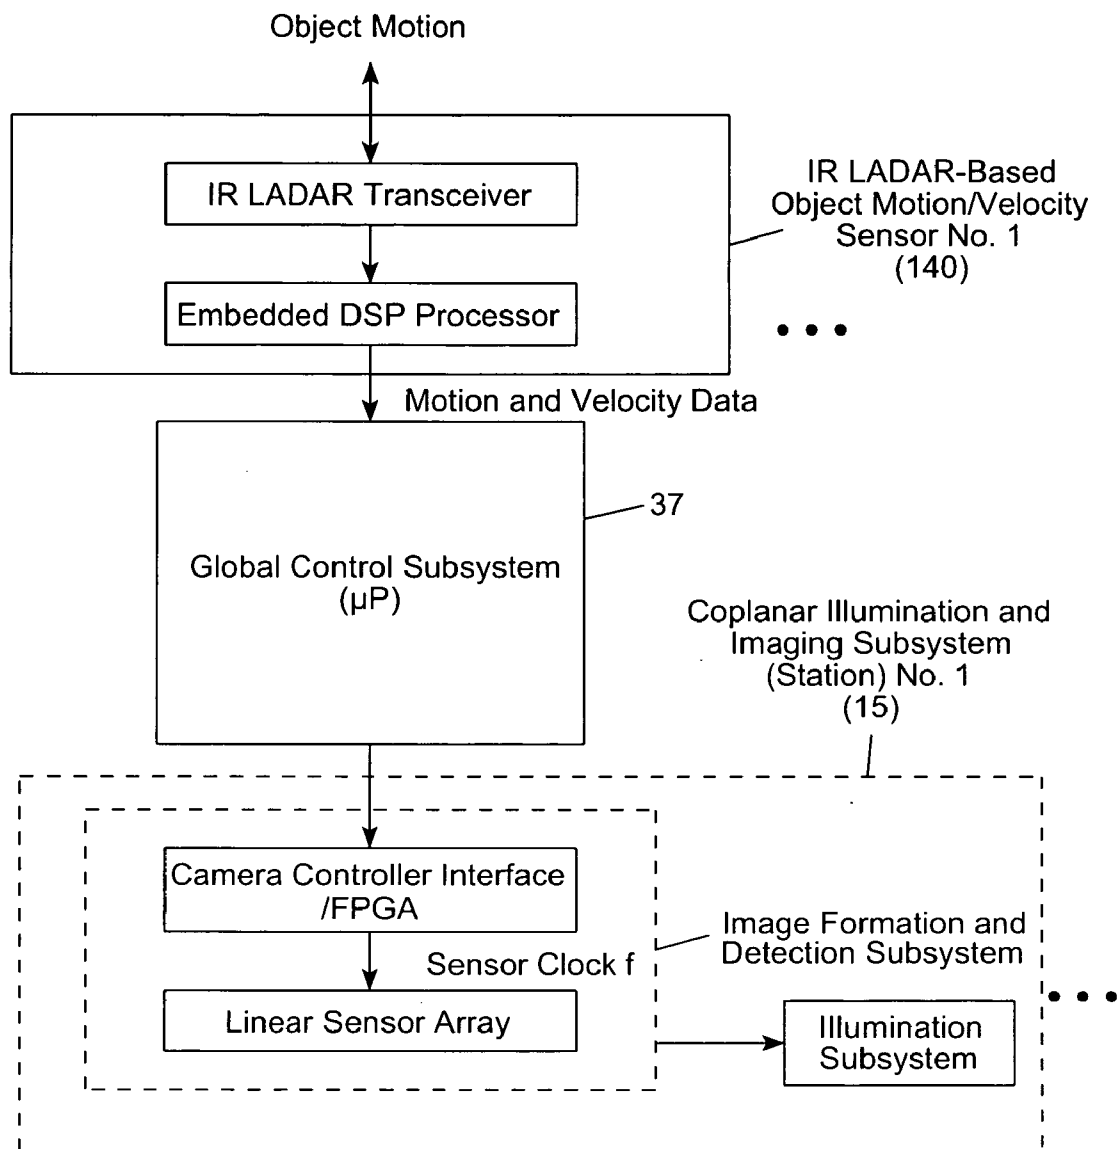 Object Motion
IR LADAR Transceiver
IR LADAR-Based
Object Motion/Velocity
Sensor No. 1
(140)
Embedded DSP Processor
Motion and Velocity Data
37
Global Control Subsystem
(µP)
Coplanar Illumination and
Imaging Subsystem
(Station) No. 1
(15)
Camera Controller Interface
/FPGA
Image Formation and
Detection Subsystem
Sensor Clock f
Linear Sensor Array
Illumination
Subsystem